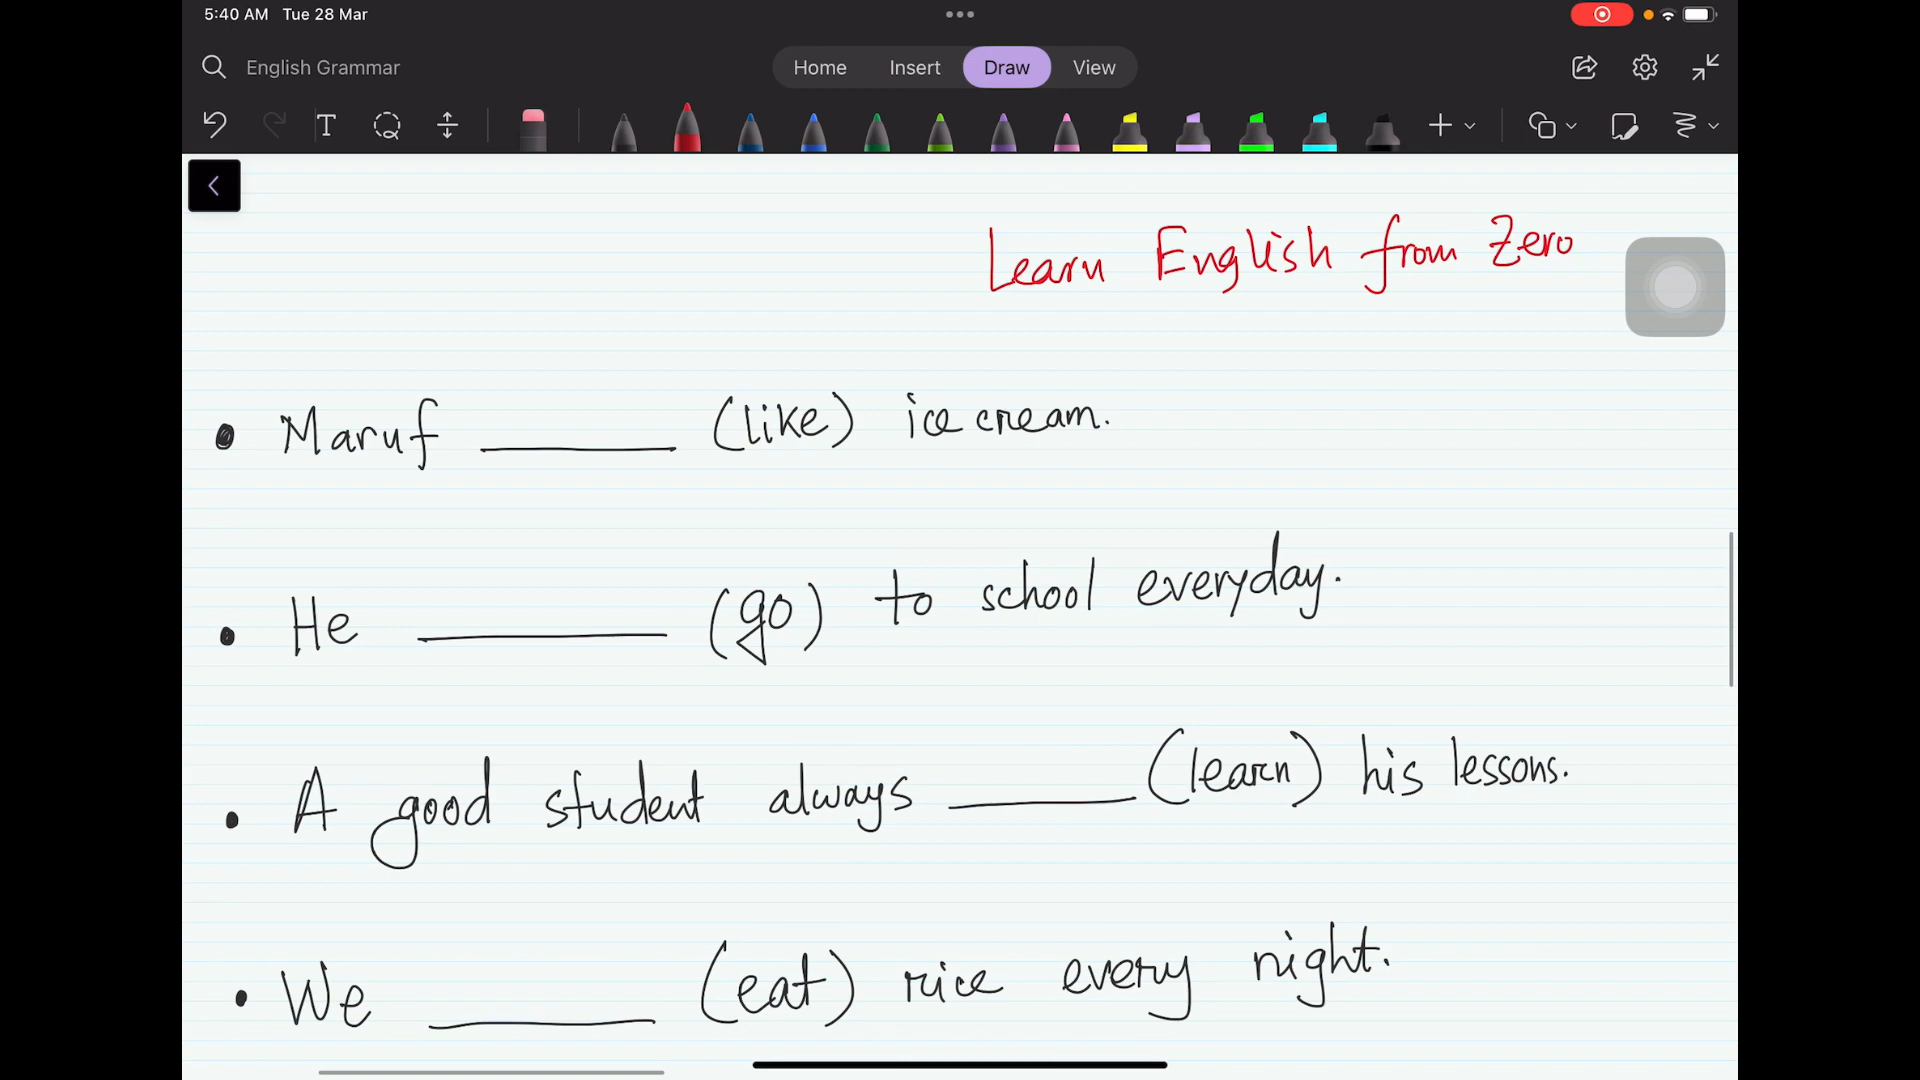 5:40 AM Tue 28 Mar
English Grammar
Home Insert Draw View
T
Learn English from Zero
• Maruf ______ (like) ice cream.
• He ______ (go) to school everyday.
• A good student always ______ (learn) his lessons.
• We ______ (eat) rice every night.